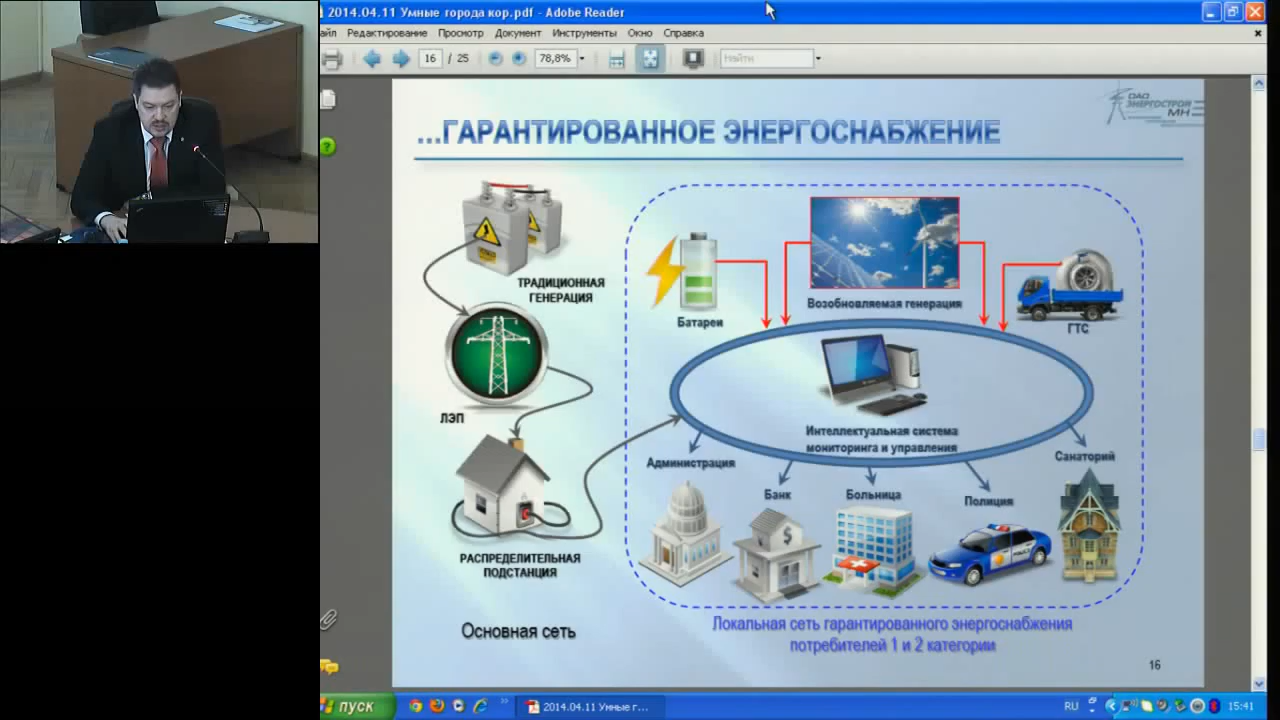 2014.04.11 Умные города кор.pdf - Adobe Reader
айл Редактирование Просмотр Документ Инструменты Окно Справка
16 / 25 78,8% Найти
ОАО
ЭНЕРГОСТРОЙ
МН
...ГАРАНТИРОВАННОЕ ЭНЕРГОСНАБЖЕНИЕ
ТРАДИЦИОННАЯ
ГЕНЕРАЦИЯ
ЛЭП
РАСПРЕДЕЛИТЕЛЬНАЯ
ПОДСТАНЦИЯ
Основная сеть
Батареи
Возобновляемая генерация
ГТС
Интеллектуальная система
мониторинга и управления
Администрация
Банк
Больница
Полиция
Санаторий
POLICE
Локальная сеть гарантированного энергоснабжения
потребителей 1 и 2 категории
16
пуск
2014.04.11 Умные г...
RU
15:41